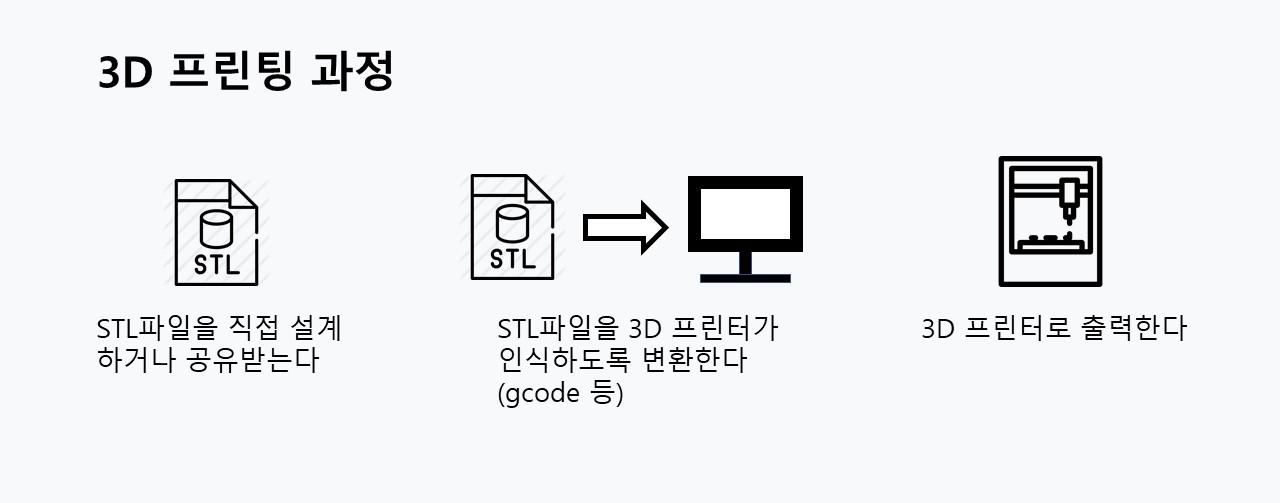 3D 프린팅 과정
STL
STL
STL파일을 직접 설계
하거나 공유받는다
STL파일을 3D 프린터가
인식하도록 변환한다
(gcode 등)
3D 프린터로 출력한다